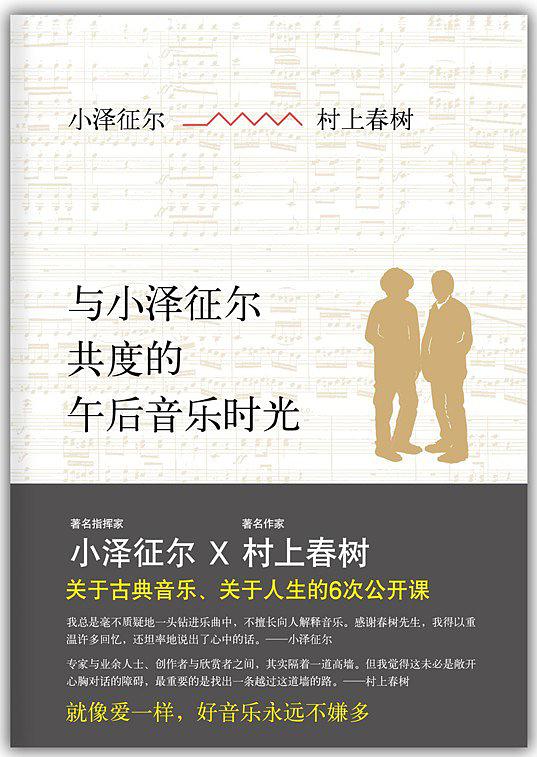 小泽征尔 村上春树
与小泽征尔
共度的
午后音乐时光
著名指挥家 著名作家
小泽征尔 X 村上春树
关于古典音乐、关于人生的6次公开课
我总是毫不质疑地一头钻进乐曲中，不擅长向人解释音乐。感谢春树先生，我得以重
温许多回忆，还坦率地说出了心中的话。——小泽征尔
专家与业余人士、创作者与欣赏者之间，其实隔着一道高墙。但我觉得这未必是敞开
心胸对话的障碍，最重要的是找出一条越过这道墙的路。——村上春树
就像爱一样，好音乐永远不嫌多